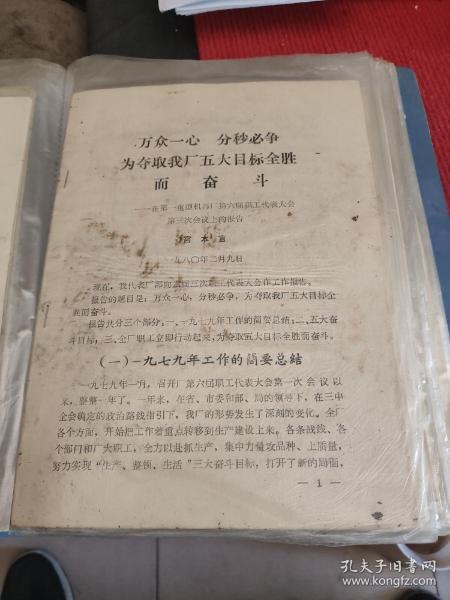 万众一心 分秒必争
为夺取我厂五大目标全胜
而奋斗
——在第一重型机器厂第六届职工代表大会
第三次会议上的报告
宫本言
一九八〇年二月九日
现在，我代表厂部向第三次职工代表大会作工作报告。
报告的题目是：万众一心，分秒必争，为夺取我厂五大目标全
胜而奋斗。
报告共分三个部分：一、一九七九年工作的简要总结；二、五大奋
斗目标；三、全厂职工立即行动起来，为夺取五大目标全胜而奋斗。
（一）一九七九年工作的简要总结
一九七九年一月，召开厂第六届职工代表大会第一次会议以
来，整整一年了。一年来，在省、市委和部、局的领导下，在三中
全会确定的政治路线指引下，我厂的形势发生了深刻的变化。全厂
各个方面，开始把工作着重点转移到生产建设上来。各条战线、各
个部门和广大职工，全力以赴抓生产，集中力量攻品种、上质量，
努力实现“生产、整顿、生活”三大奋斗目标，打开了新的局面，
— 1 —
孔夫子旧书网
www.kongfz.com